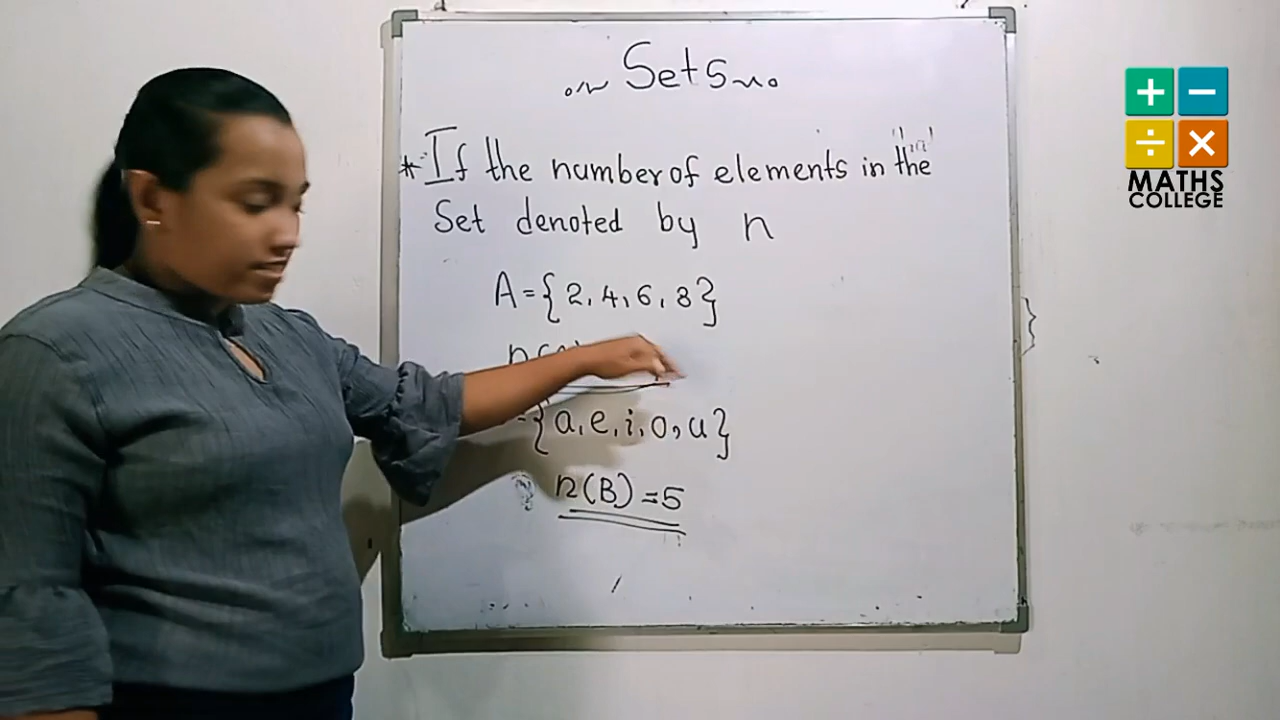 Sets
* If the number of elements in the
Set denoted by n
A = {2, 4, 6, 8}
={a, e, i, o, u}
n(B) = 5
+ −
÷ ×
MATHS
COLLEGE